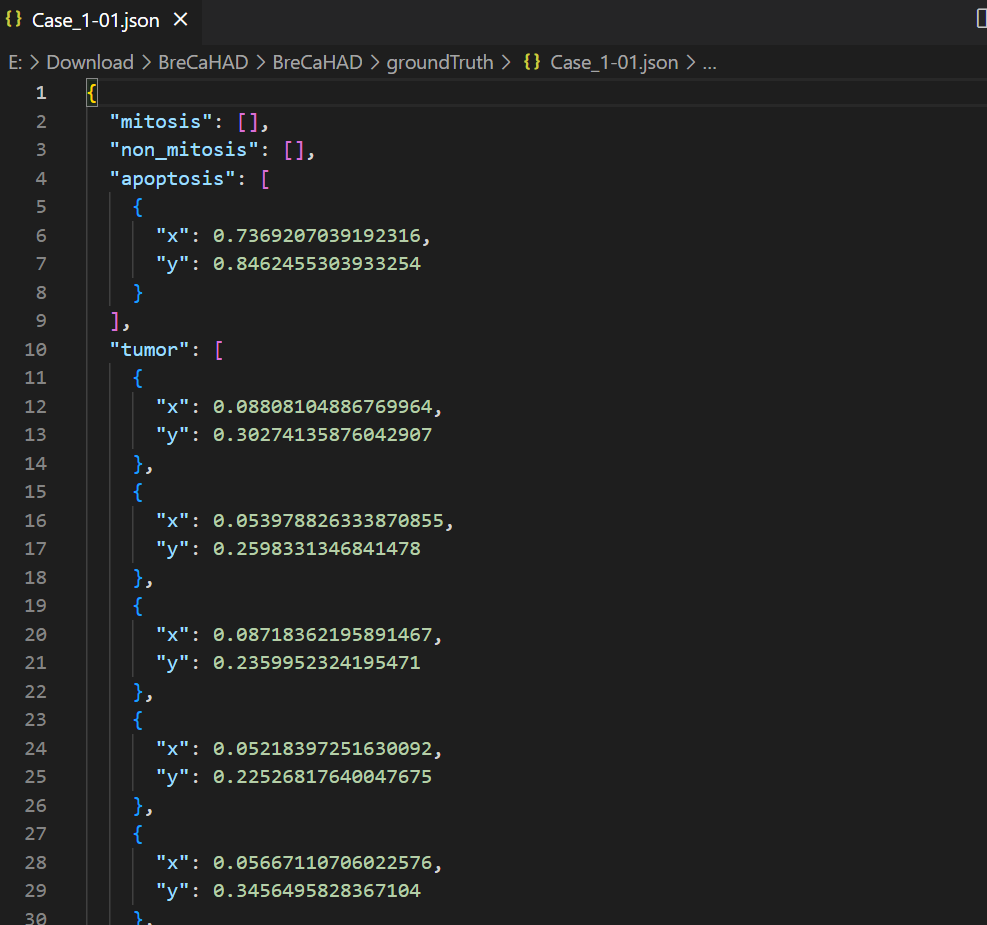 {} Case_1-01.json ×
E: > Download > BreCaHAD > BreCaHAD > groundTruth > {} Case_1-01.json > ...
1 {
2 "mitosis": [],
3 "non_mitosis": [],
4 "apoptosis": [
5 {
6 "x": 0.7369207039192316,
7 "y": 0.8462455303933254
8 }
9 ],
10 "tumor": [
11 {
12 "x": 0.08808104886769964,
13 "y": 0.30274135876042907
14 },
15 {
16 "x": 0.053978826333870855,
17 "y": 0.2598331346841478
18 },
19 {
20 "x": 0.08718362195891467,
21 "y": 0.2359952324195471
22 },
23 {
24 "x": 0.05218397251630092,
25 "y": 0.22526817640047675
26 },
27 {
28 "x": 0.05667110706022576,
29 "y": 0.3456495828367104
30 },